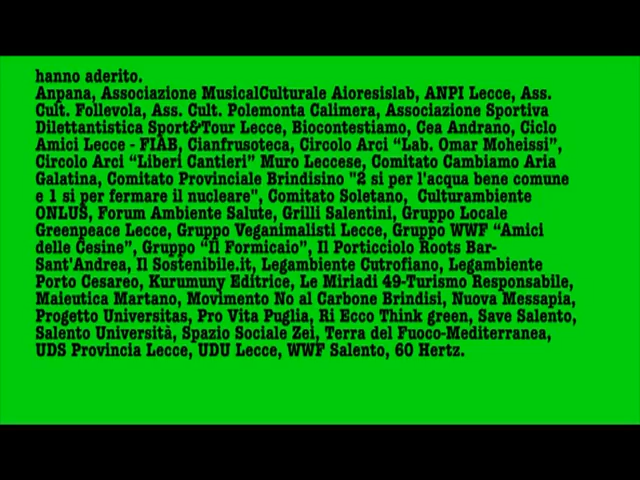 hanno aderito.
Anpana, Associazione MusicalCulturale Aioresislab, ANPI Lecce, Ass.
Cult. Follevola, Ass. Cult. Polemonta Calimera, Associazione Sportiva
Dilettantistica Sport&Tour Lecce, Biocontestiamo, Cea Andrano, Ciclo
Amici Lecce - FIAB, Cianfrusoteca, Circolo Arci “Lab. Omar Moheissi”,
Circolo Arci “Liberi Cantieri” Muro Leccese, Comitato Cambiamo Aria
Galatina, Comitato Provinciale Brindisino "2 si per l'acqua bene comune
e 1 si per fermare il nucleare", Comitato Soletano, Culturambiente
ONLUS, Forum Ambiente Salute, Grilli Salentini, Gruppo Locale
Greenpeace Lecce, Gruppo Veganimalisti Lecce, Gruppo WWF “Amici
delle Cesine”, Gruppo “Il Formicaio”, Il Porticciolo Roots Bar-
Sant'Andrea, Il Sostenibile.it, Legambiente Cutrofiano, Legambiente
Porto Cesareo, Kurumuny Editrice, Le Miriadi 49-Turismo Responsabile,
Maieutica Martano, Movimento No al Carbone Brindisi, Nuova Messapia,
Progetto Universitas, Pro Vita Puglia, Ri Ecco Think green, Save Salento,
Salento Università, Spazio Sociale Zei, Terra del Fuoco-Mediterranea,
UDS Provincia Lecce, UDU Lecce, WWF Salento, 60 Hertz.